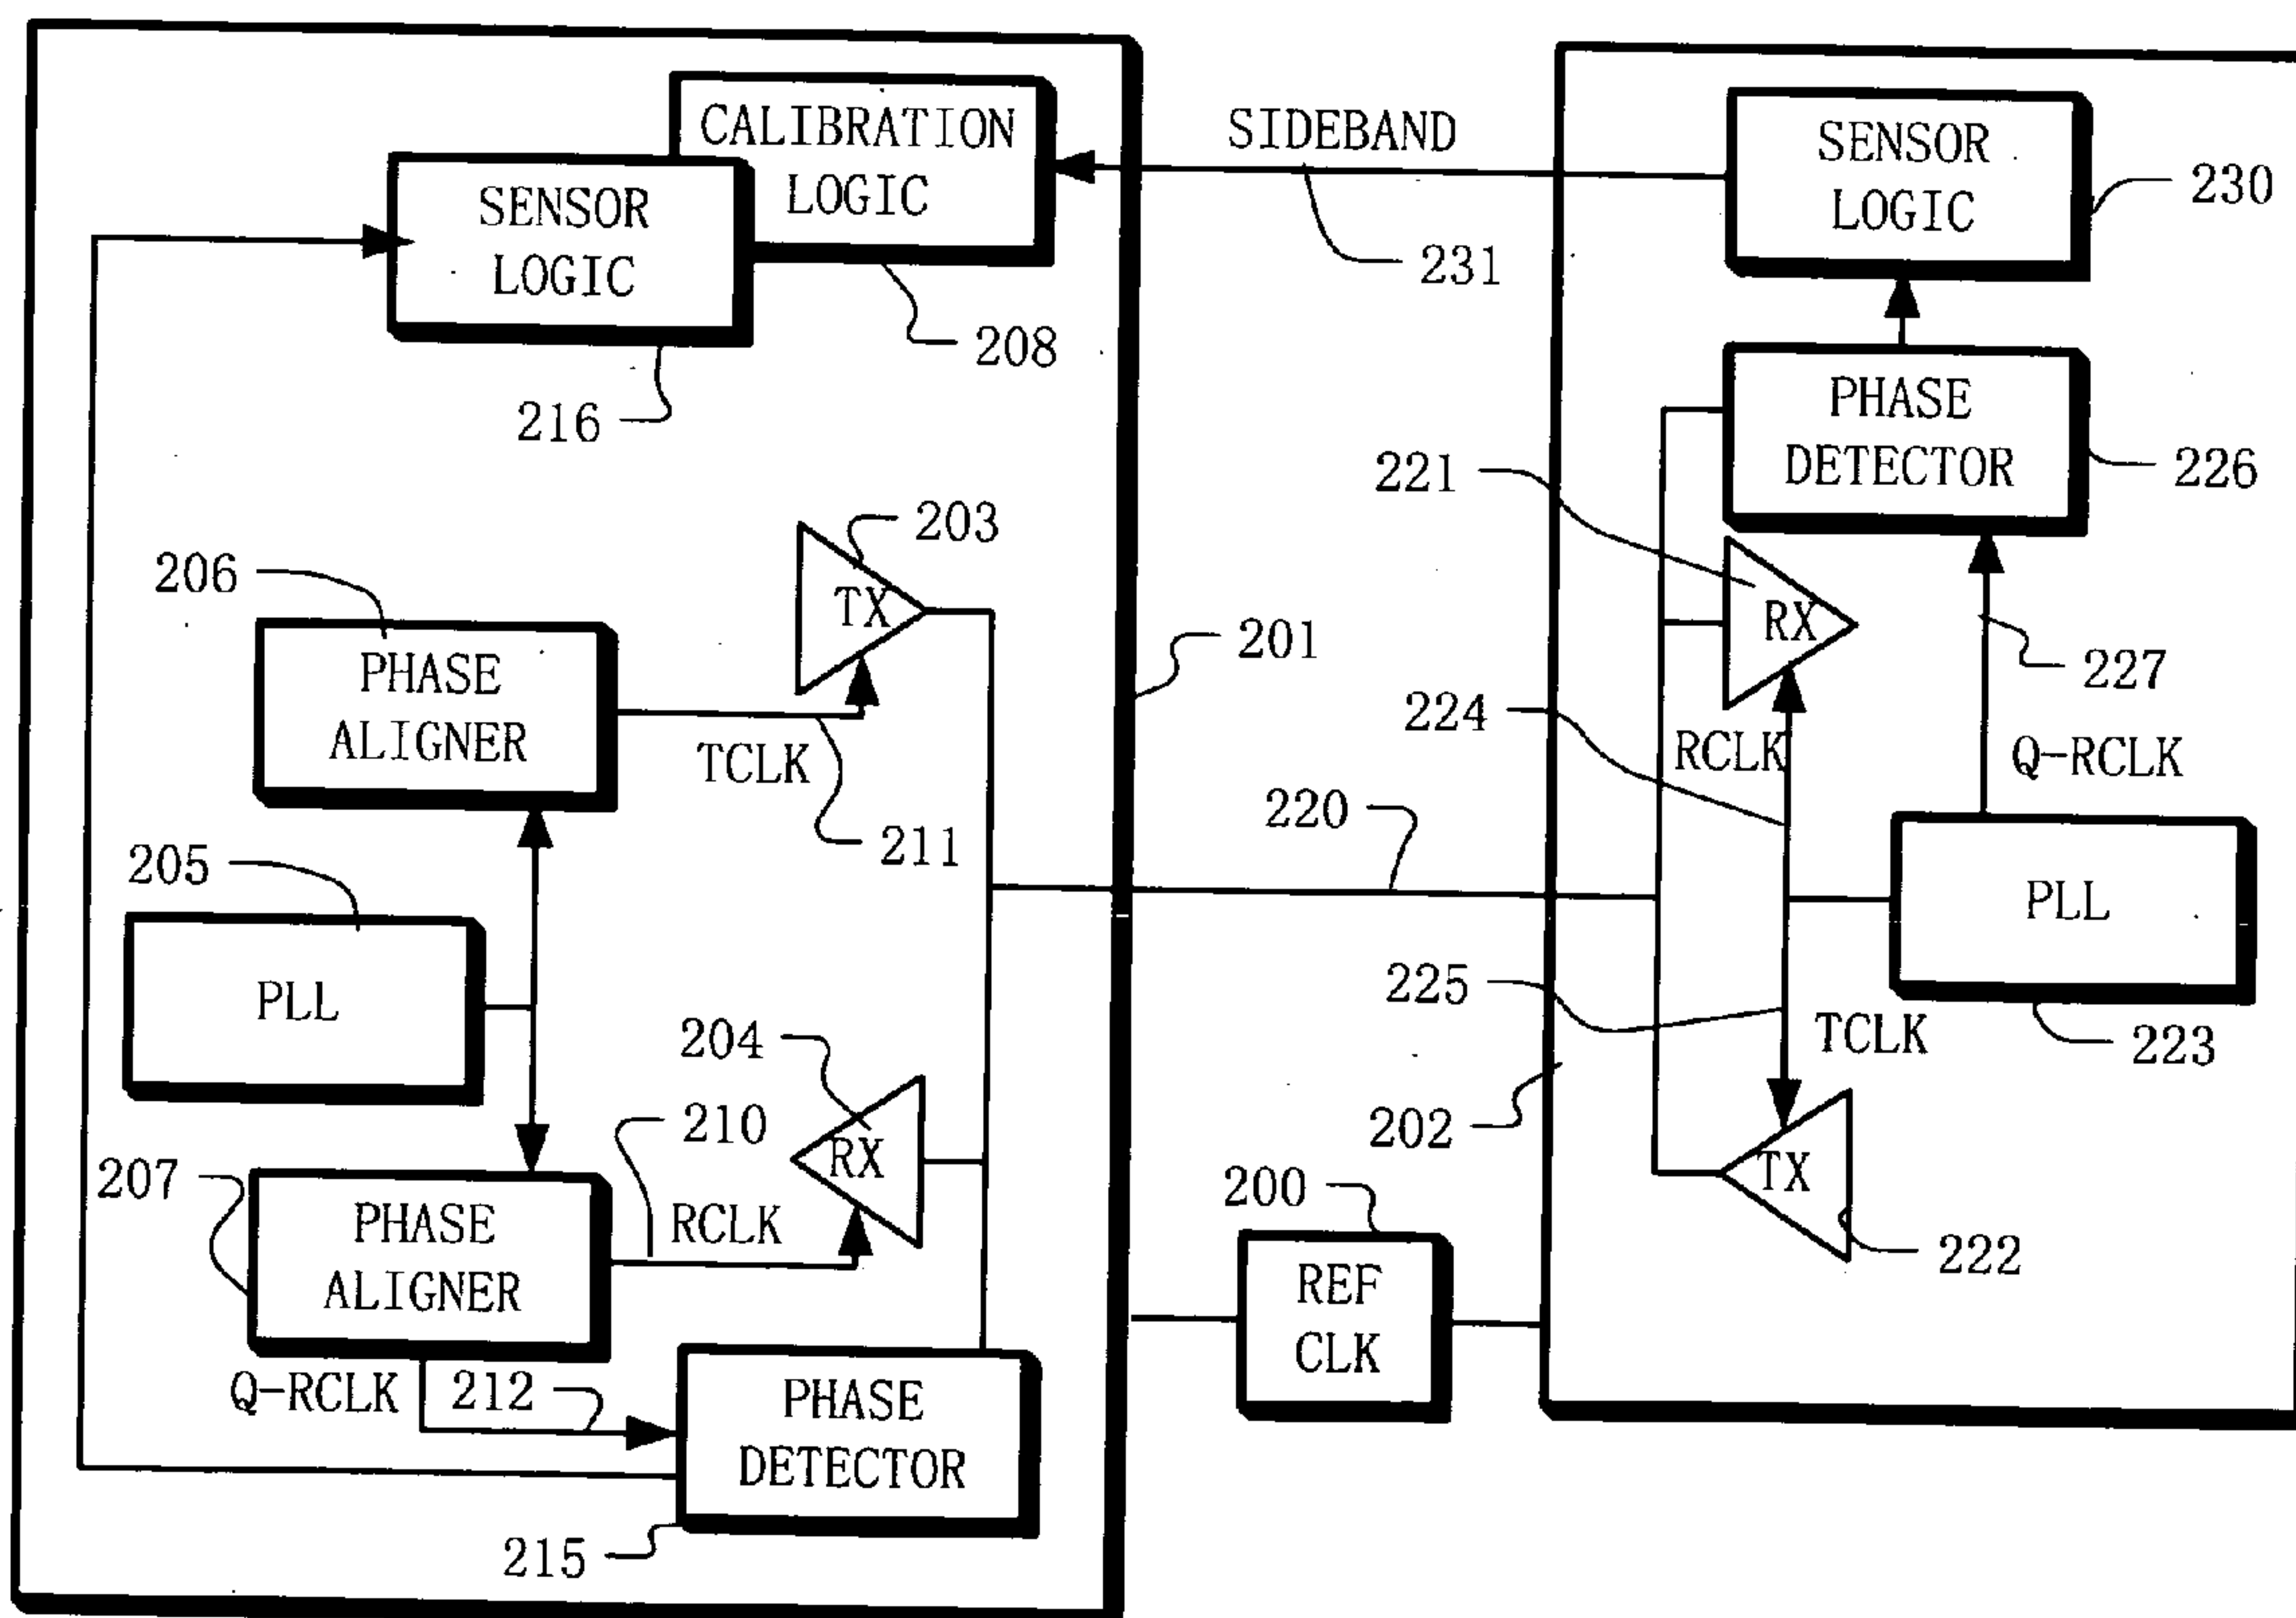 CALIBRATION
LOGIC
SENSOR
LOGIC
208
216
SIDEBAND
231
SENSOR
LOGIC
230
PHASE
DETECTOR
226
221
RX
227
224
RCLK
Q-RCLK
203
TX
206
PHASE
ALIGNER
TCLK
211
201
220
205
PLL
PLL
223
225
TCLK
202
TX
222
204
RX
210
RCLK
207
PHASE
ALIGNER
Q-RCLK
212
PHASE
DETECTOR
215
200
REF
CLK